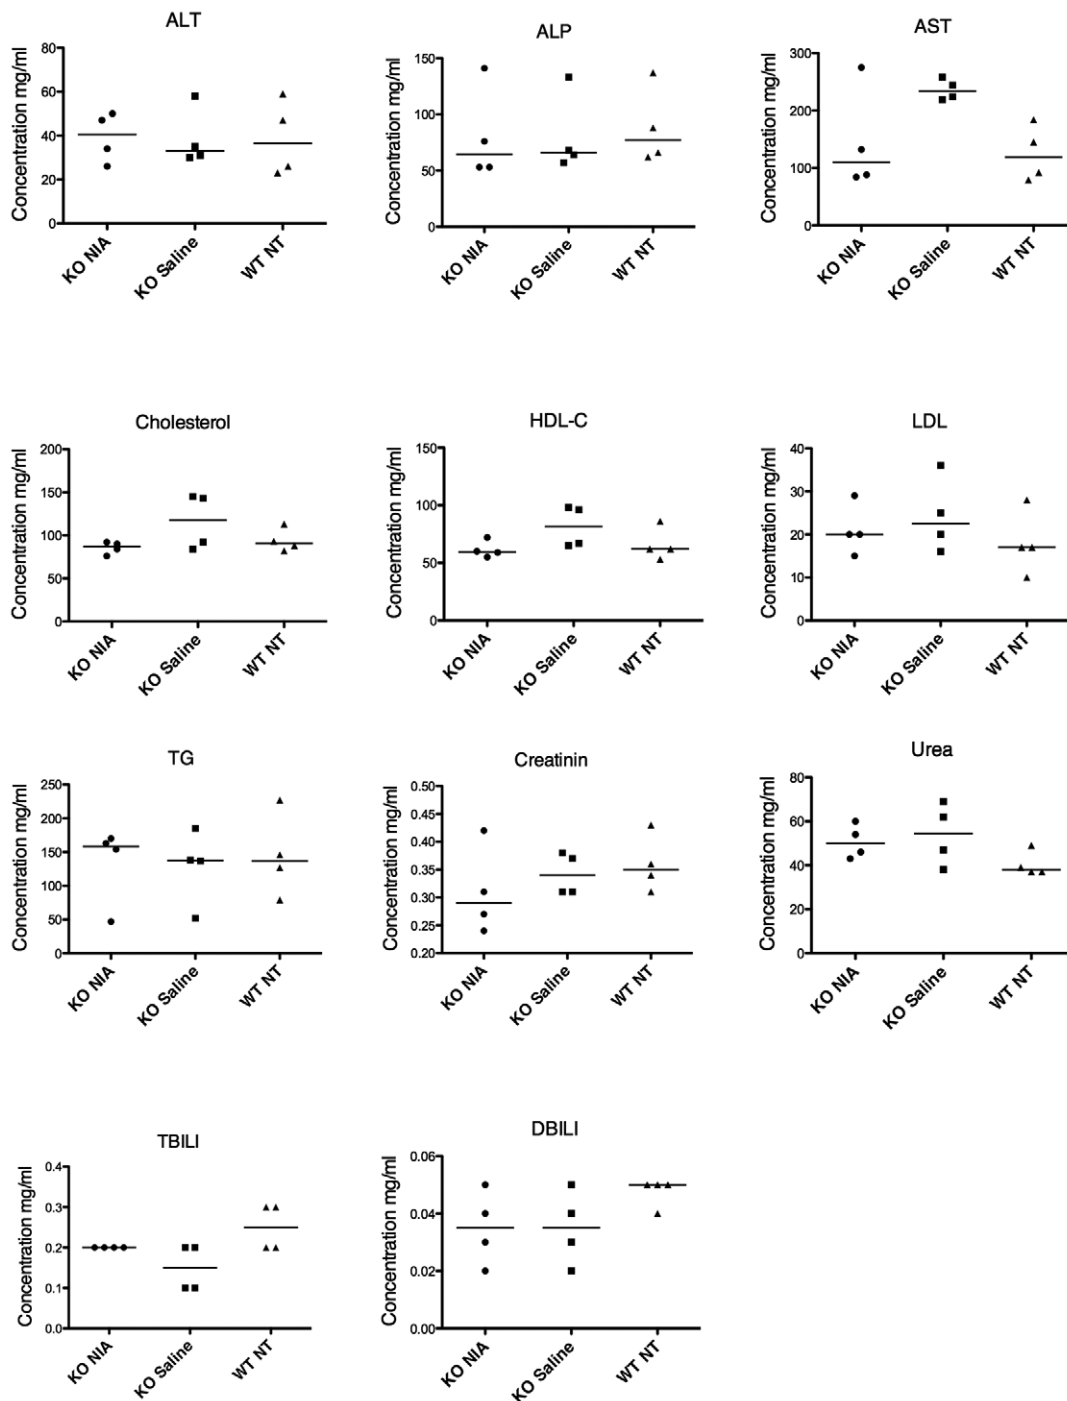 ALT
Concentration mg/ml
80
60
40
20
0
KO NIA
KO Saline
WT NT
ALP
Concentration mg/ml
150
100
50
0
KO NIA
KO Saline
WT NT
AST
Concentration mg/ml
300
200
100
0
KO NIA
KO Saline
WT NT
Cholesterol
Concentration mg/ml
200
150
100
50
0
KO NIA
KO Saline
WT NT
HDL-C
Concentration mg/ml
150
100
50
0
KO NIA
KO Saline
WT NT
LDL
Concentration mg/ml
40
30
20
10
0
KO NIA
KO Saline
WT NT
TG
Concentration mg/ml
250
200
150
100
50
0
KO NIA
KO Saline
WT NT
Creatinin
Concentration mg/ml
0.50
0.45
0.40
0.35
0.30
0.25
0.20
KO NIA
KO Saline
WT NT
Urea
Concentration mg/ml
80
60
40
20
0
KO NIA
KO Saline
WT NT
TBILI
Concentration mg/ml
0.4
0.3
0.2
0.1
0.0
KO NIA
KO Saline
WT NT
DBILI
Concentration mg/ml
0.06
0.04
0.02
0.00
KO NIA
KO Saline
WT NT